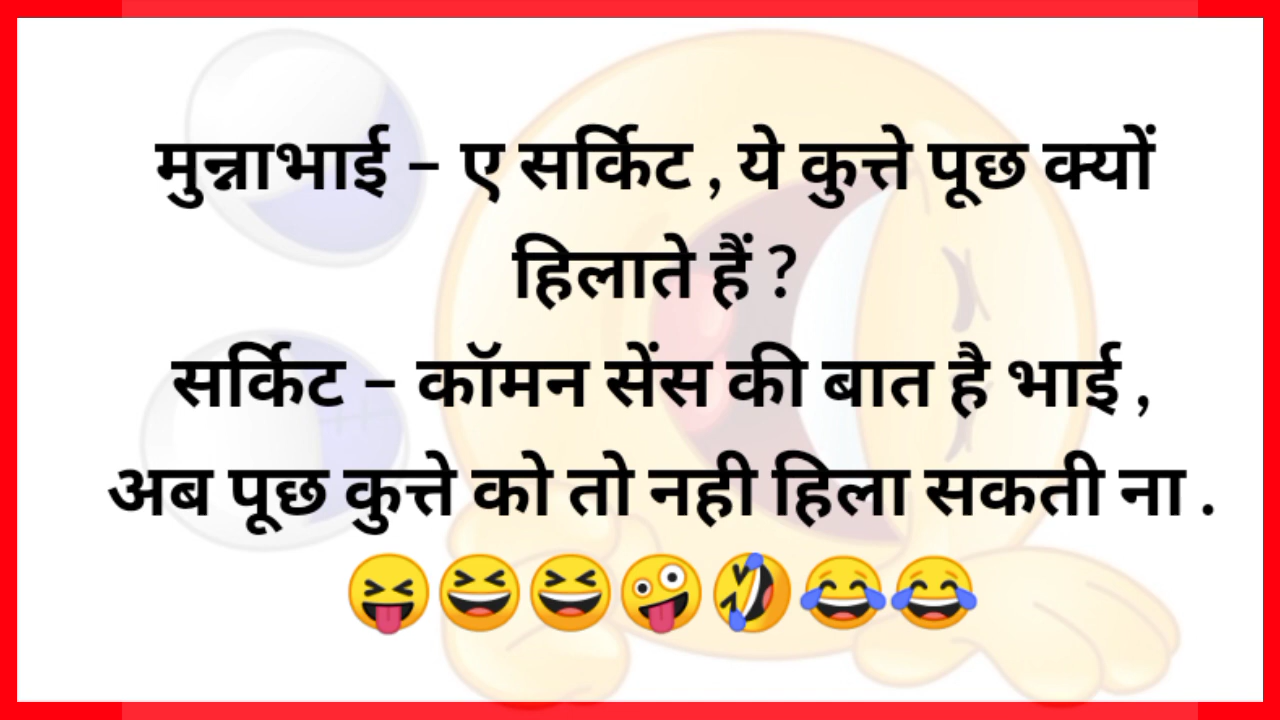 मुन्नाभाई – ए सर्किट , ये कुत्ते पूछ क्यों
हिलाते हैं ?
सर्किट – कॉमन सेंस की बात है भाई ,
अब पूछ कुत्ते को तो नही हिला सकती ना .
😝😆😆🤪🤣😂😂